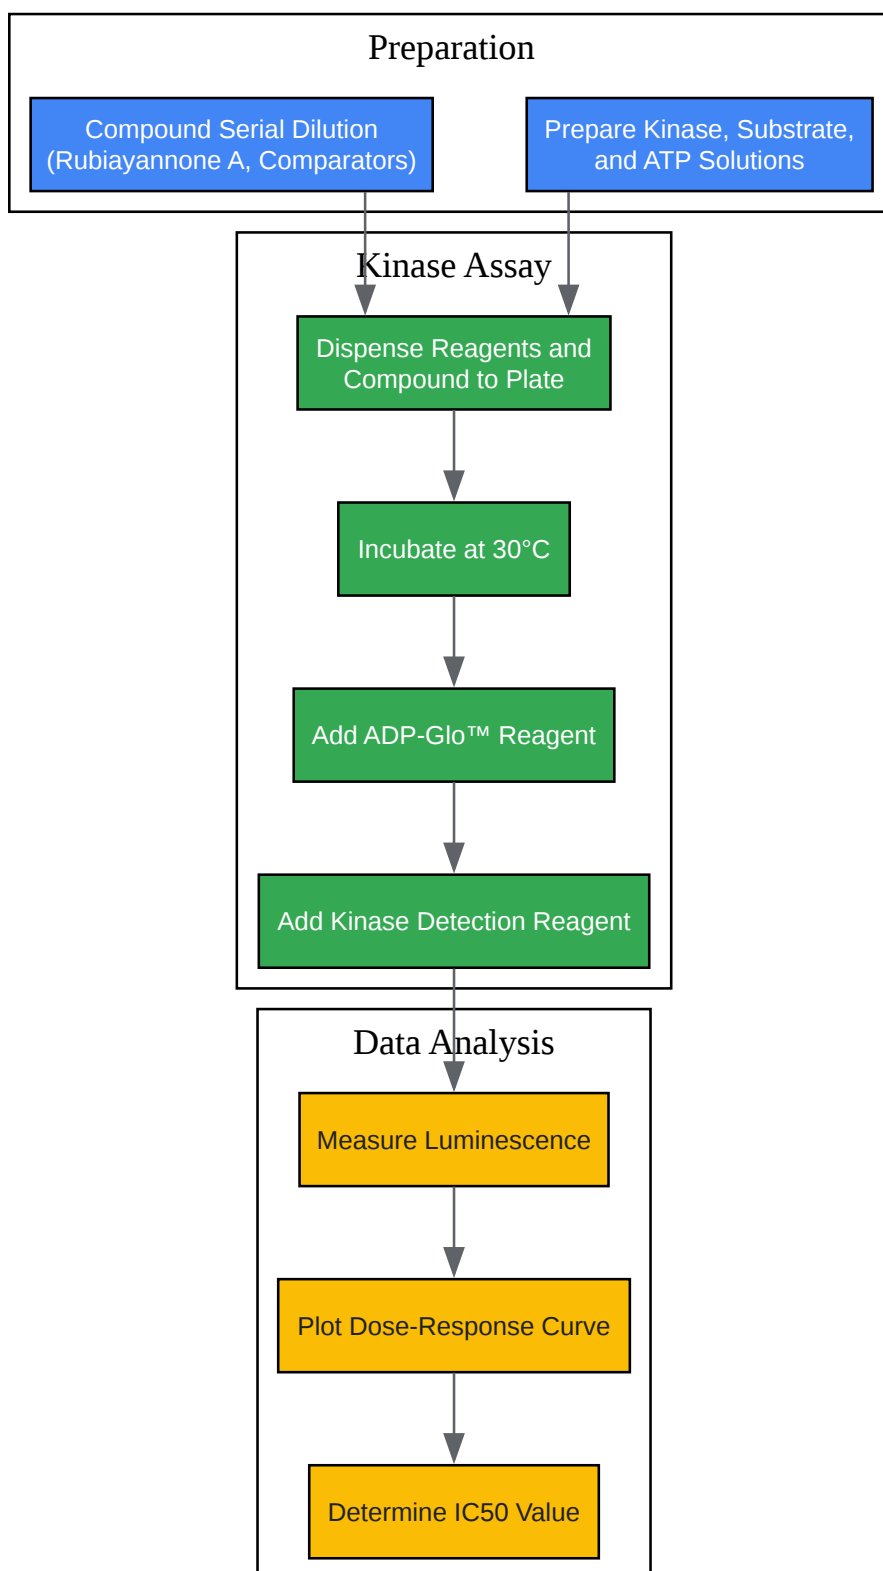 Preparation
Compound Serial Dilution
(Rubiayannone A, Comparators)
Prepare Kinase, Substrate,
and ATP Solutions
Kinase Assay
Dispense Reagents and
Compound to Plate
Incubate at 30°C
Add ADP-Glo™ Reagent
Add Kinase Detection Reagent
Data Analysis
Measure Luminescence
Plot Dose-Response Curve
Determine IC50 Value